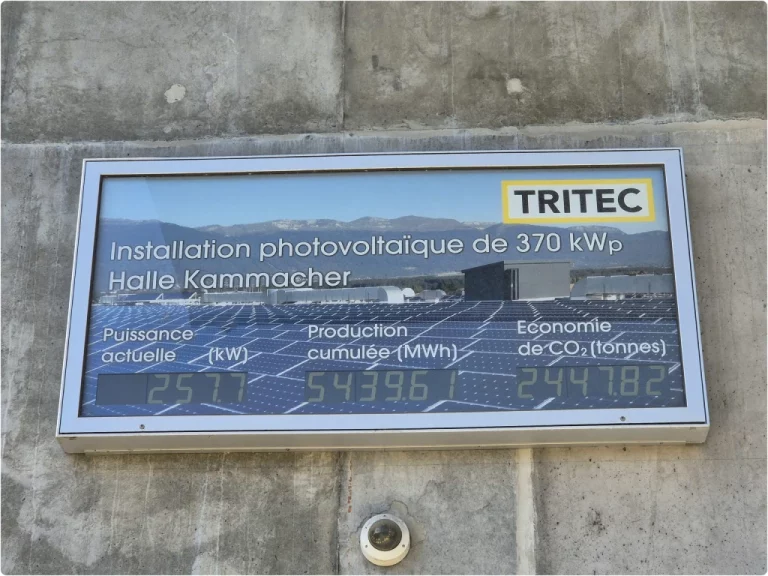 TRITEC
Installation photovoltaïque de 370 kWp
Halle Kammacher
Puissance
actuelle (kW)
257.7
Production
cumulée (MWh)
5439.61
Economie
de CO₂ (tonnes)
2447.82